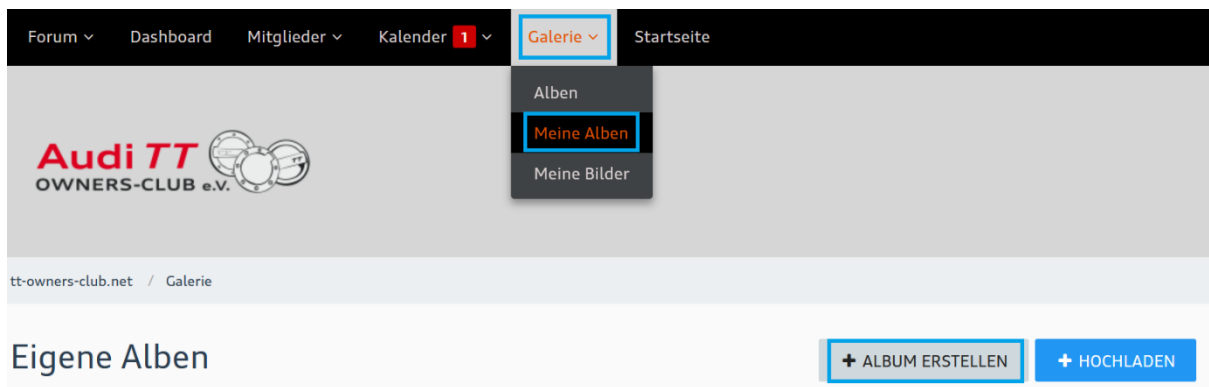 Forum Dashboard Mitglieder Kalender 1 Galerie Startseite
Alben
Meine Alben
Meine Bilder
Audi TT
OWNERS-CLUB e.V.
tt-owners-club.net / Galerie
Eigene Alben
+ ALBUM ERSTELLEN + HOCHLADEN